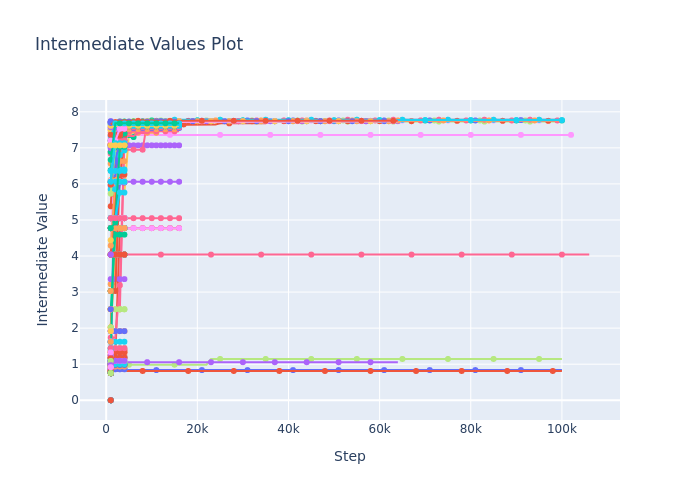 Intermediate Values Plot
8
7
6
5
4
3
2
1
0
0
20k
40k
60k
80k
100k
Intermediate Value
Step